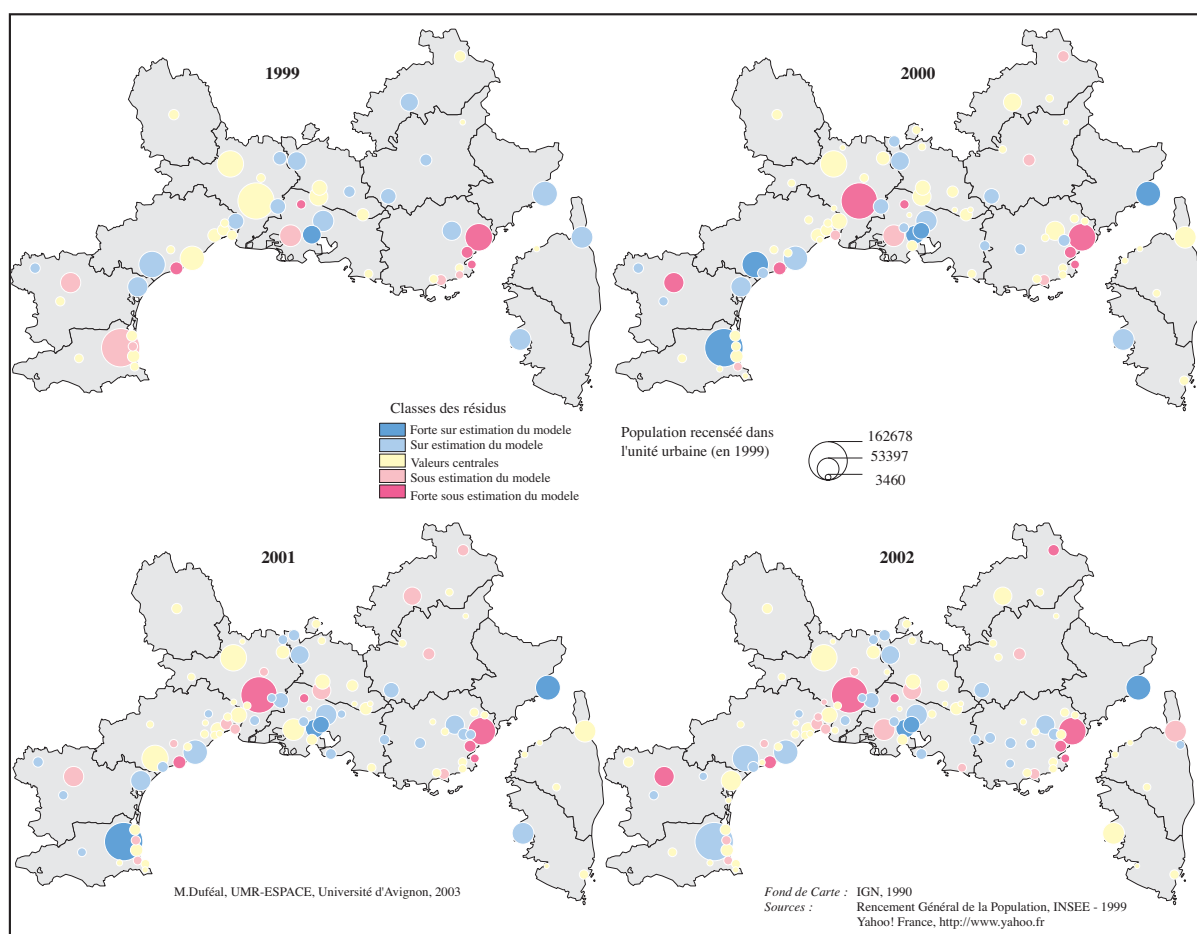 1999
2000
Classes des résidus
Forte sur estimation du modele
Sur estimation du modele
Valeurs centrales
Sous estimation du modele
Forte sous estimation du modele
Population recenséé dans
l'unité urbaine (en 1999)
162678
53397
3460
2001
2002
M.Duféal, UMR-ESPACE, Université d'Avignon, 2003
Fond de Carte : IGN, 1990
Sources : Rencement Général de la Population, INSEE - 1999
Yahoo! France, http://www.yahoo.fr